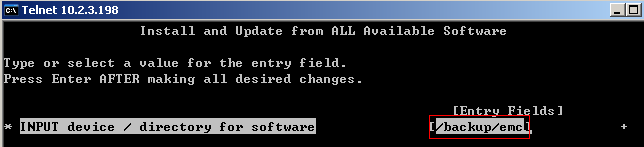 Telnet 10.2.3.198
Install and Update from ALL Available Software
Type or select a value for the entry field.
Press Enter AFTER making all desired changes.
[Entry Fields]
* INPUT device / directory for software [/backup/emc] +